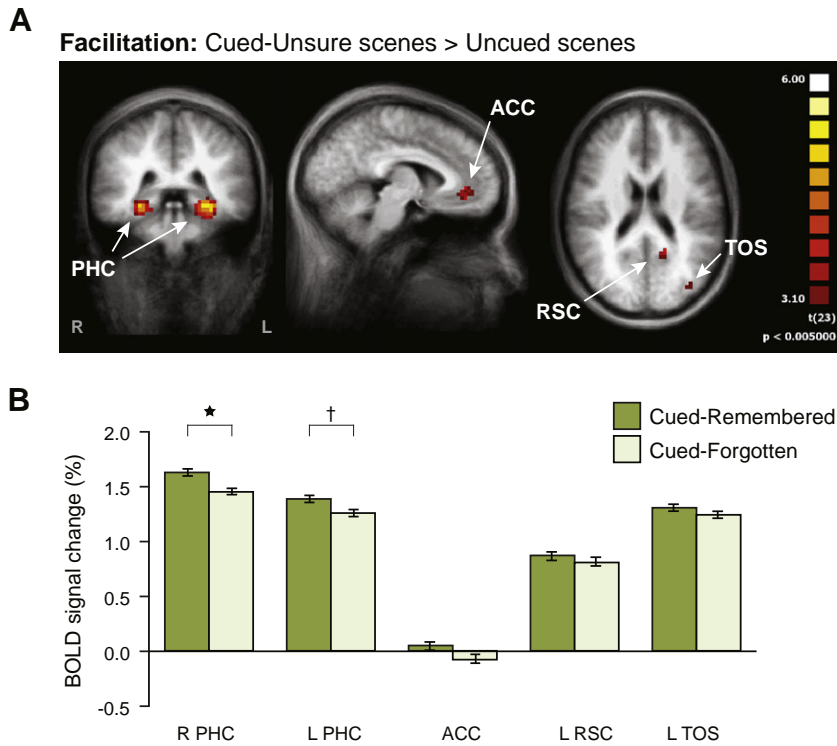 A
Facilitation: Cued-Unsure scenes > Uncued scenes
6.00
ACC
PHC
TOS
RSC
3.10
R
L
t(23)
p < 0.005000
B
★
†
Cued-Remembered
Cued-Forgotten
BOLD signal change (%)
2.0
1.5
1.0
0.5
0.0
-0.5
R PHC
L PHC
ACC
L RSC
L TOS